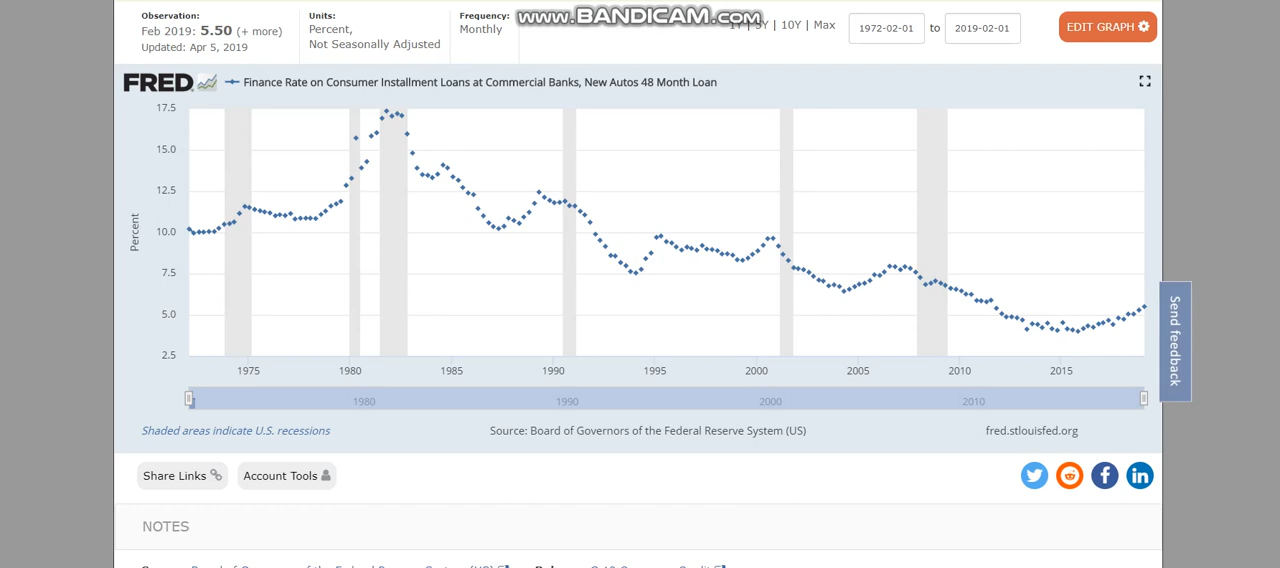 www.BANDICAM.com
Observation:
Feb 2019: 5.50 (+ more)
Updated: Apr 5, 2019
Units:
Percent,
Not Seasonally Adjusted
Frequency:
Monthly
1Y | 5Y | 10Y | Max
1972-02-01 to 2019-02-01
EDIT GRAPH
FRED
Finance Rate on Consumer Installment Loans at Commercial Banks, New Autos 48 Month Loan
Percent
17.5
15.0
12.5
10.0
7.5
5.0
2.5
1975 1980 1985 1990 1995 2000 2005 2010 2015
1980 1990 2000 2010
Send feedback
Shaded areas indicate U.S. recessions
Source: Board of Governors of the Federal Reserve System (US)
fred.stlouisfed.org
Share Links
Account Tools
NOTES